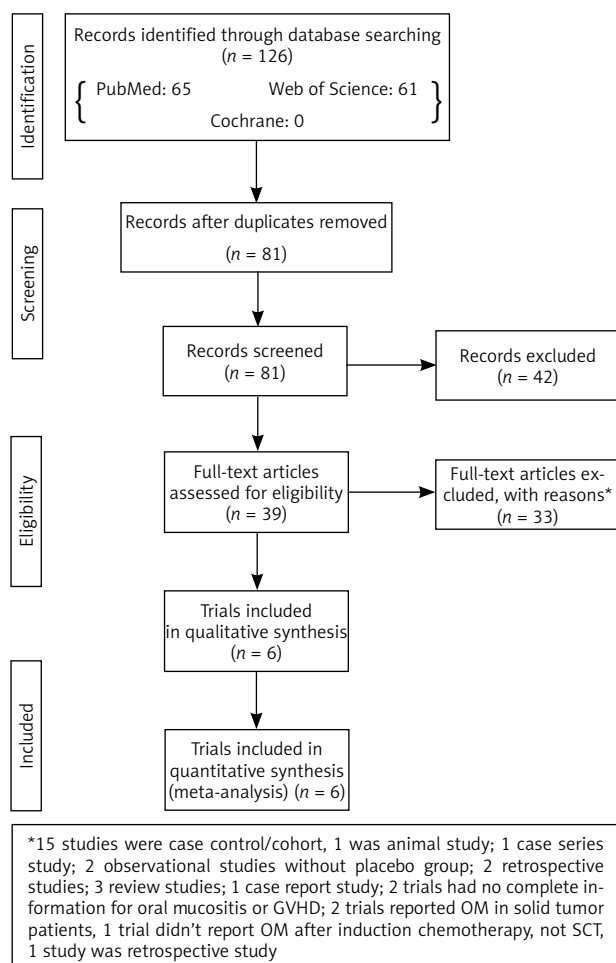 Identification
Records identified through database searching
(n = 126)
{ PubMed: 65 Web of Science: 61 }
Cochrane: 0
Screening
Records after duplicates removed
(n = 81)
Records screened
(n = 81)
Records excluded
(n = 42)
Eligibility
Full-text articles
assessed for eligibility
(n = 39)
Full-text articles ex-
cluded, with reasons*
(n = 33)
Included
Trials included
in qualitative synthesis
(n = 6)
Trials included in
quantitative synthesis
(meta-analysis) (n = 6)
*15 studies were case control/cohort, 1 was animal study; 1 case series
study; 2 observational studies without placebo group; 2 retrospective
studies; 3 review studies; 1 case report study; 2 trials had no complete in-
formation for oral mucositis or GVHD; 2 trials reported OM in solid tumor
patients, 1 trial didn't report OM after induction chemotherapy, not SCT,
1 study was retrospective study